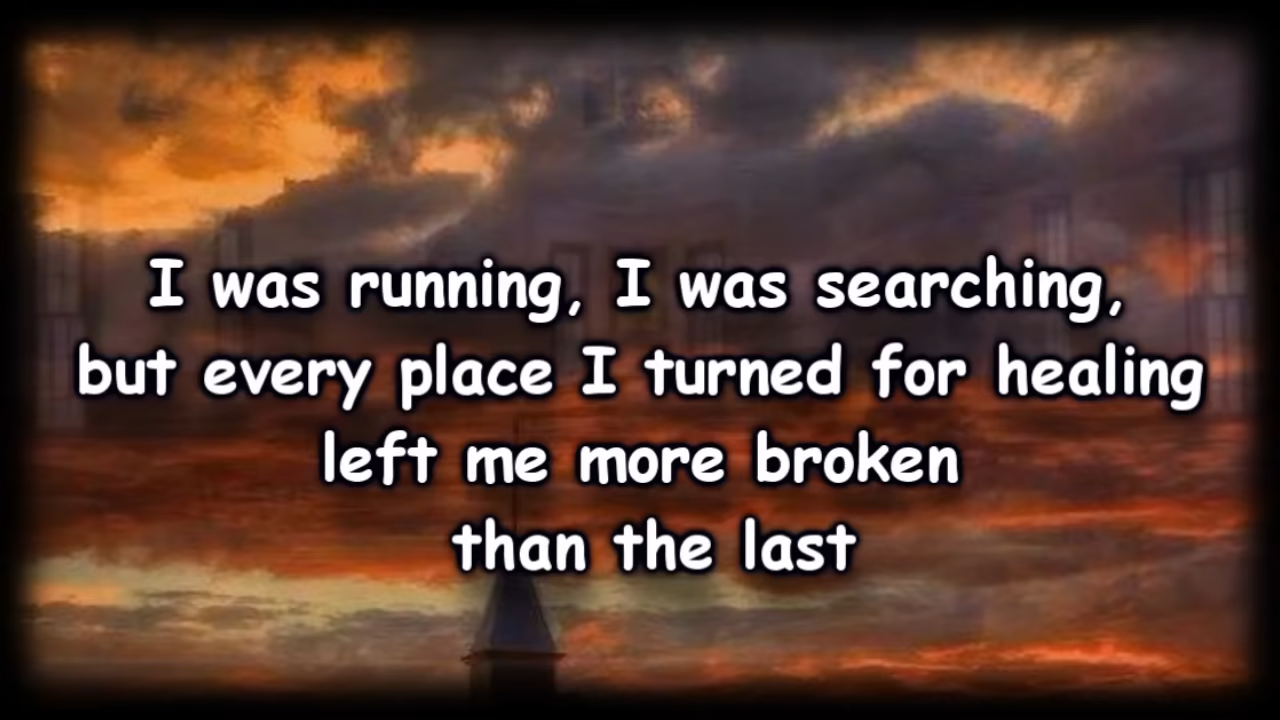 I was running, I was searching,
but every place I turned for healing
left me more broken
than the last